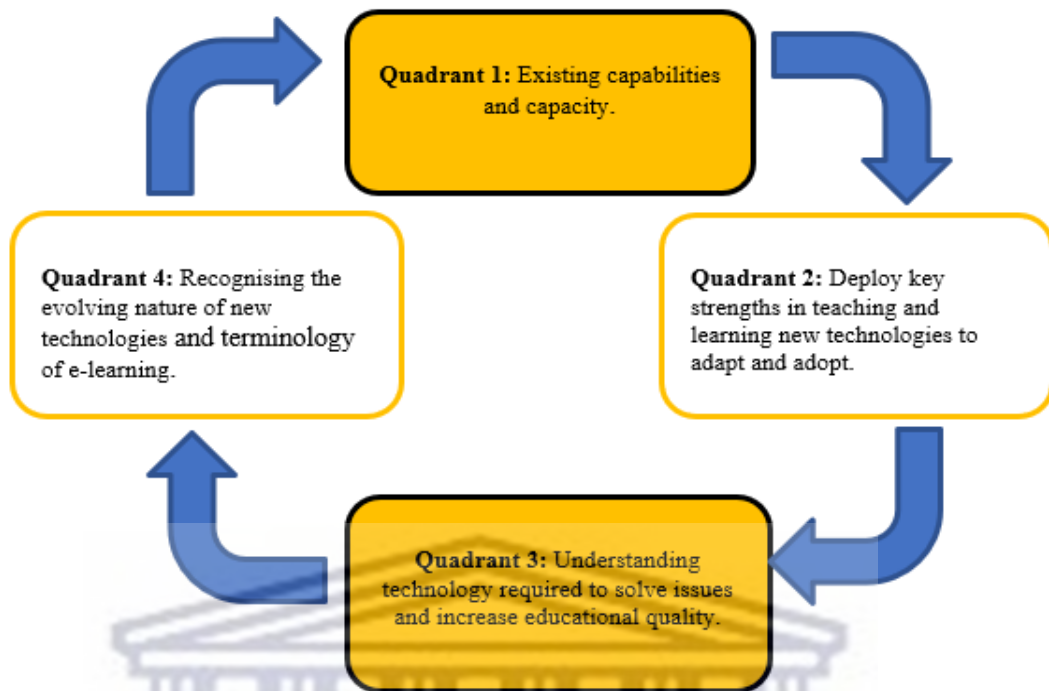 Quadrant 1: Existing capabilities
and capacity.
Quadrant 2: Deploy key
strengths in teaching and
learning new technologies to
adapt and adopt.
Quadrant 3: Understanding
technology required to solve issues
and increase educational quality.
Quadrant 4: Recognising the
evolving nature of new
technologies and terminology
of e-learning.